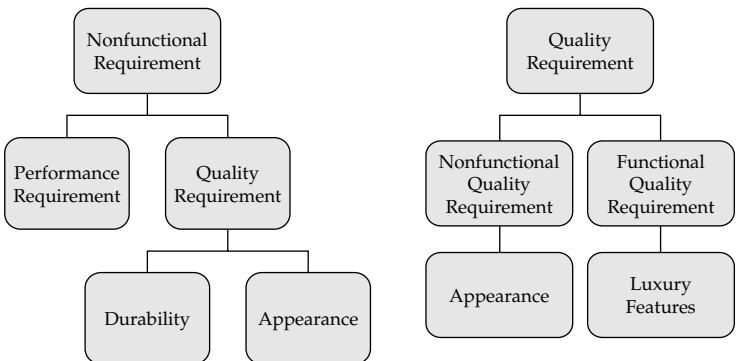 Nonfunctional
Requirement
Performance
Requirement
Quality
Requirement
Durability
Appearance
Quality
Requirement
Nonfunctional
Quality
Requirement
Functional
Quality
Requirement
Appearance
Luxury
Features